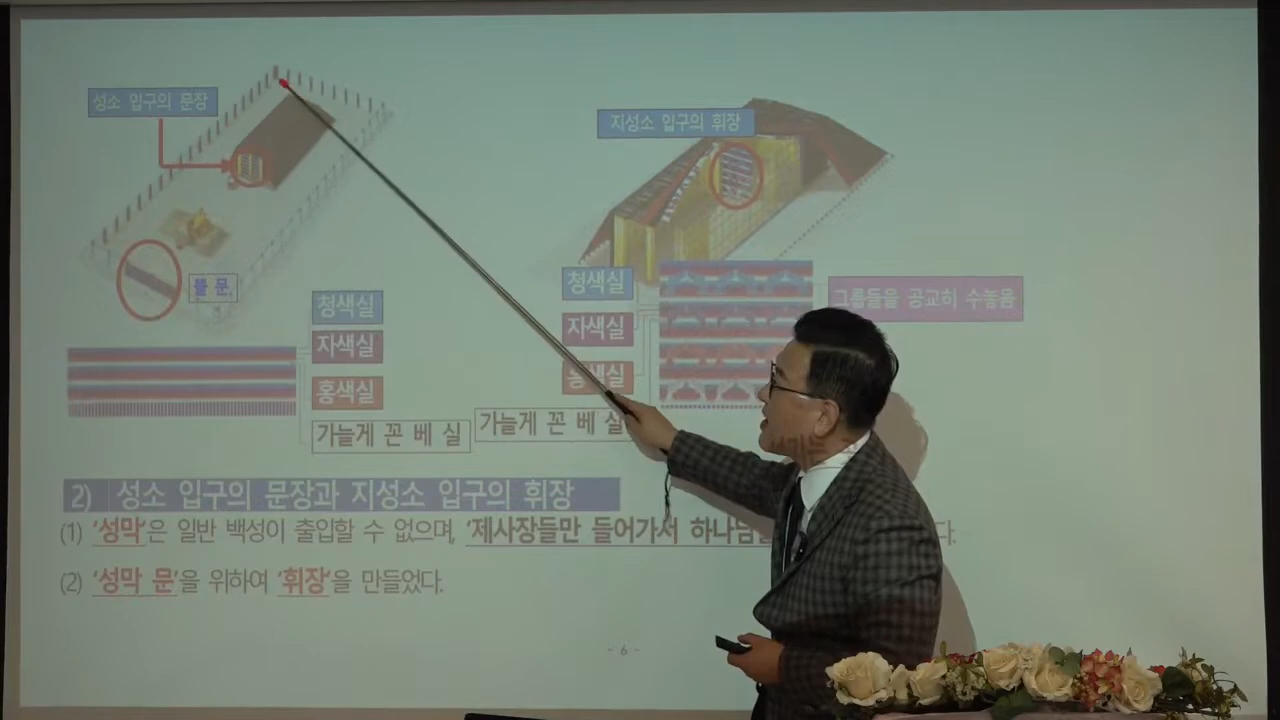 성소 입구의 문장
지성소 입구의 휘장
뜰 문
청색실
자색실
홍색실
가늘게 꼰 베 실
청색실
자색실
홍색실
가늘게 꼰 베 실
그룹들을 공교히 수놓음
2) 성소 입구의 문장과 지성소 입구의 휘장
(1) '성막'은 일반 백성이 출입할 수 없으며, '제사장들만 들어가서 하나님 다.
(2) '성막 문'을 위하여 '휘장'을 만들었다.
- 6 -